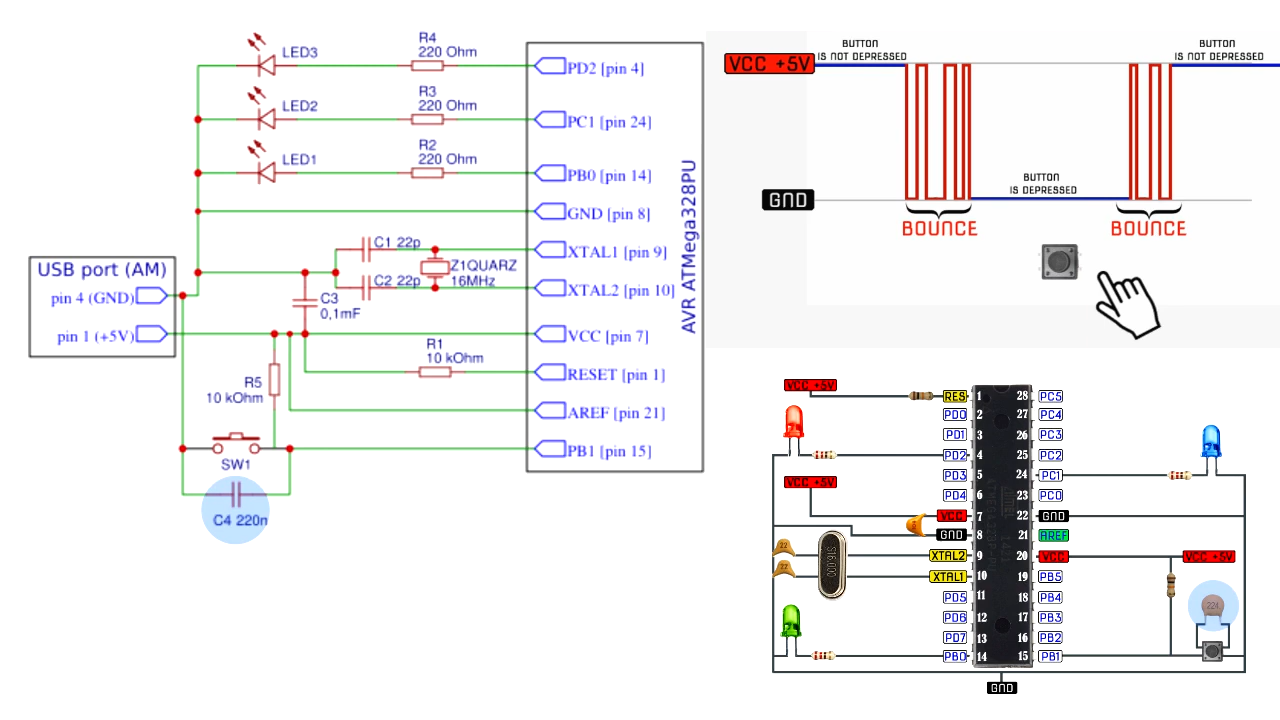 LED3
R4
220 Ohm
PD2 [pin 4]
LED2
R3
220 Ohm
PC1 [pin 24]
LED1
R2
220 Ohm
PB0 [pin 14]
GND [pin 8]
C1 22p
XTAL1 [pin 9]
Z1QUARZ
16MHz
C2 22p
XTAL2 [pin 10]
C3
0,1mF
VCC [pin 7]
R1
10 kOhm
RESET [pin 1]
R5
10 kOhm
AREF [pin 21]
SW1
PB1 [pin 15]
C4 220n
AVR ATMega328PU
USB port (AM)
pin 4 (GND)
pin 1 (+5V)
VCC +5V
BUTTON
IS NOT DEPRESSED
BUTTON
IS NOT DEPRESSED
BUTTON
IS DEPRESSED
GND
BOUNCE
BOUNCE
VCC +5V
RES 1 28 PC5
PD0 2 27 PC4
PD1 3 26 PC3
PD2 4 25 PC2
PD3 5 24 PC1
VCC +5V
PD4 6 23 PC0
VCC 7 22 GND
GND 8 21 AREF
XTAL2 9 20 VCC
VCC +5V
XTAL1 10 19 PB5
PD5 11 18 PB4
PD6 12 17 PB3
PD7 13 16 PB2
PB0 14 15 PB1
22
22
S16.000
224
GND